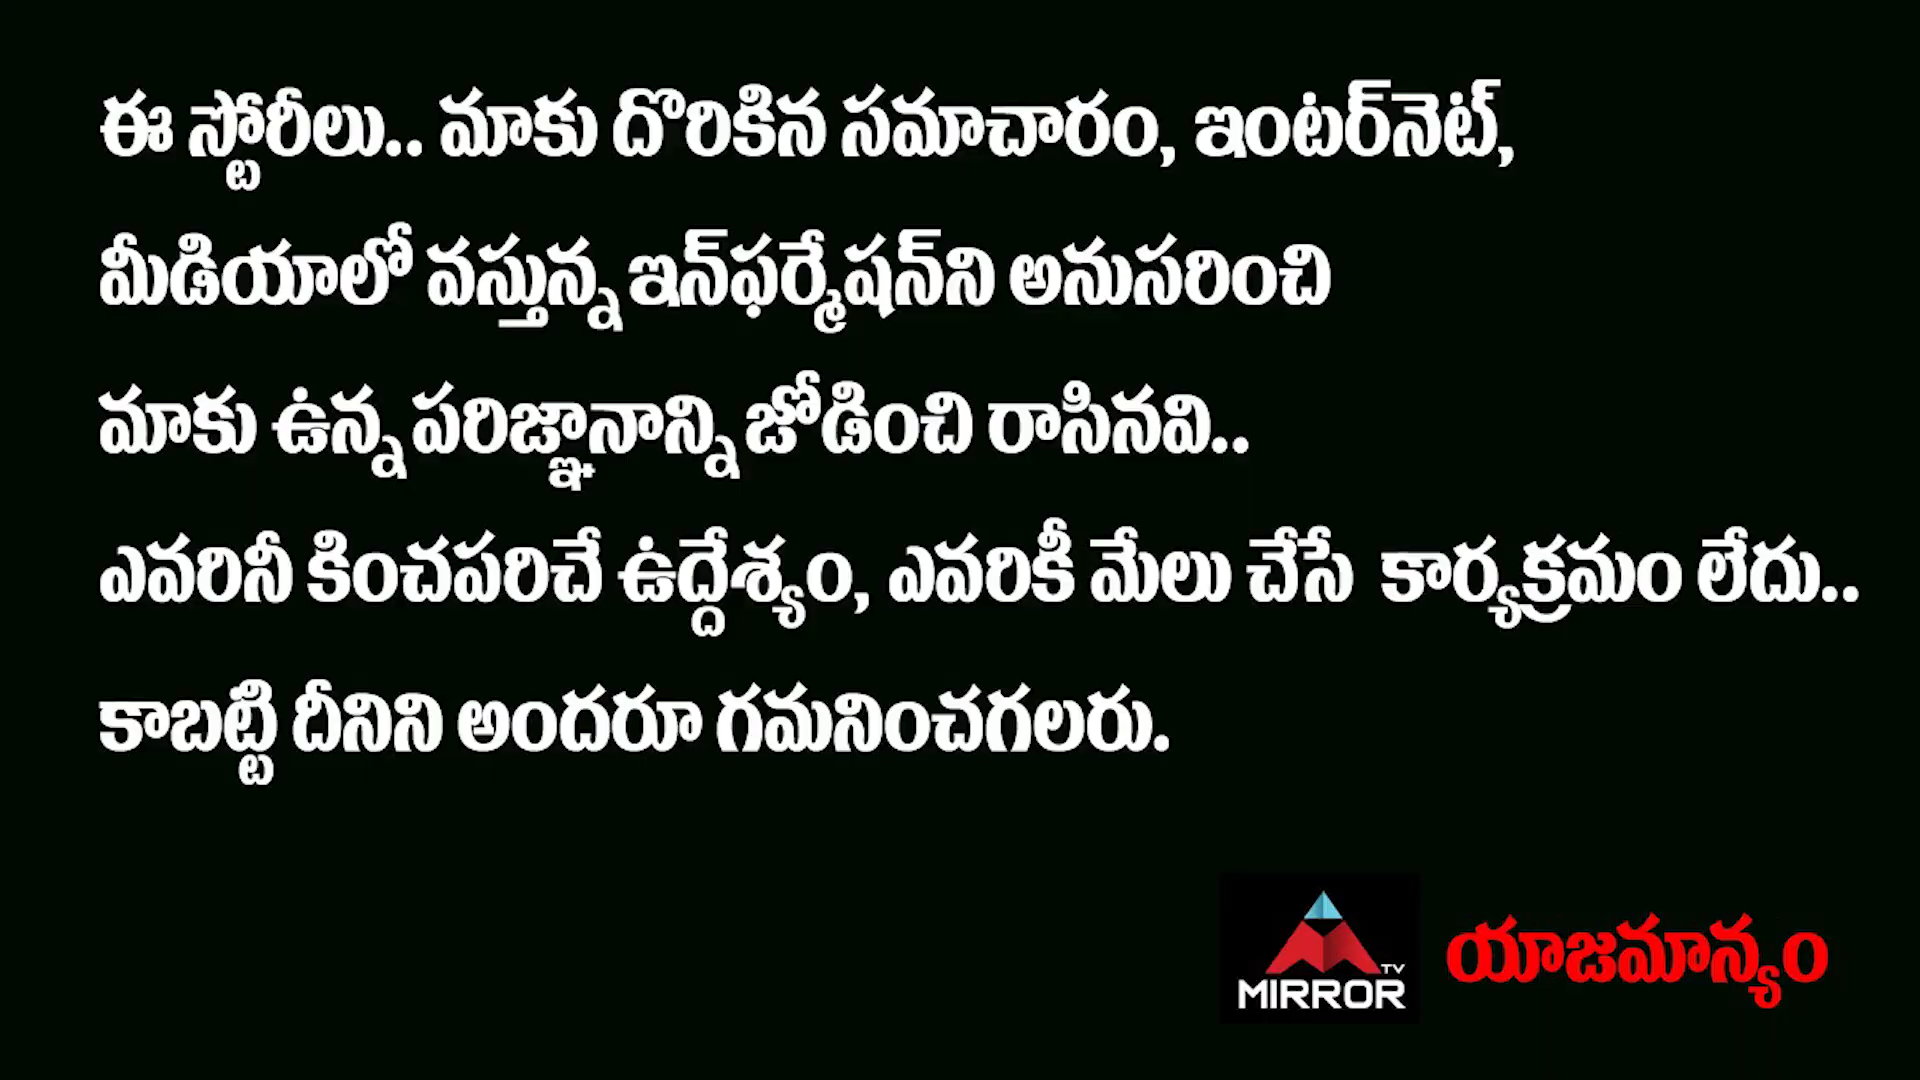 ఈ స్టోరీలు.. మాకు దొరికిన సమాచారం, ఇంటర్‌నెట్,
మీడియాలో వస్తున్న ఇన్‌ఫర్మేషన్‌ని అనుసరించి
మాకు ఉన్న పరిజ్ఞానాన్ని జోడించి రాసినవి..
ఎవరినీ కించపరిచే ఉద్దేశ్యం, ఎవరికీ మేలు చేసే కార్యక్రమం లేదు..
కాబట్టి దీనిని అందరూ గమనించగలరు.
TV
MIRROR
యాజమాన్యం